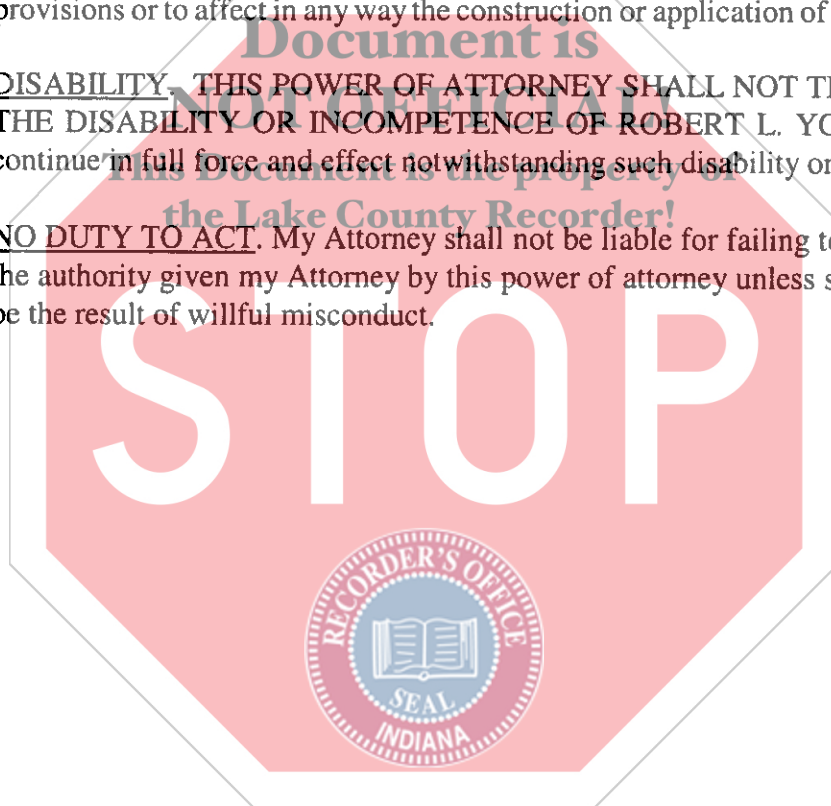 provisions or to affect in any way the construction or application of
Document is
DISABILITY. THIS POWER OF ATTORNEY SHALL NOT
NOT OFFICIAL!
THE DISABILITY OR INCOMPETENCE OF ROBERT L.
continue in full force and effect notwithstanding such disability or
This Document is the property of
the Lake County Recorder!
NO DUTY TO ACT. My Attorney shall not be liable for failing
the authority given my Attorney by this power of attorney unless
be the result of willful misconduct.
STOP
RECORDER'S OFFICE
SEAL
INDIANA